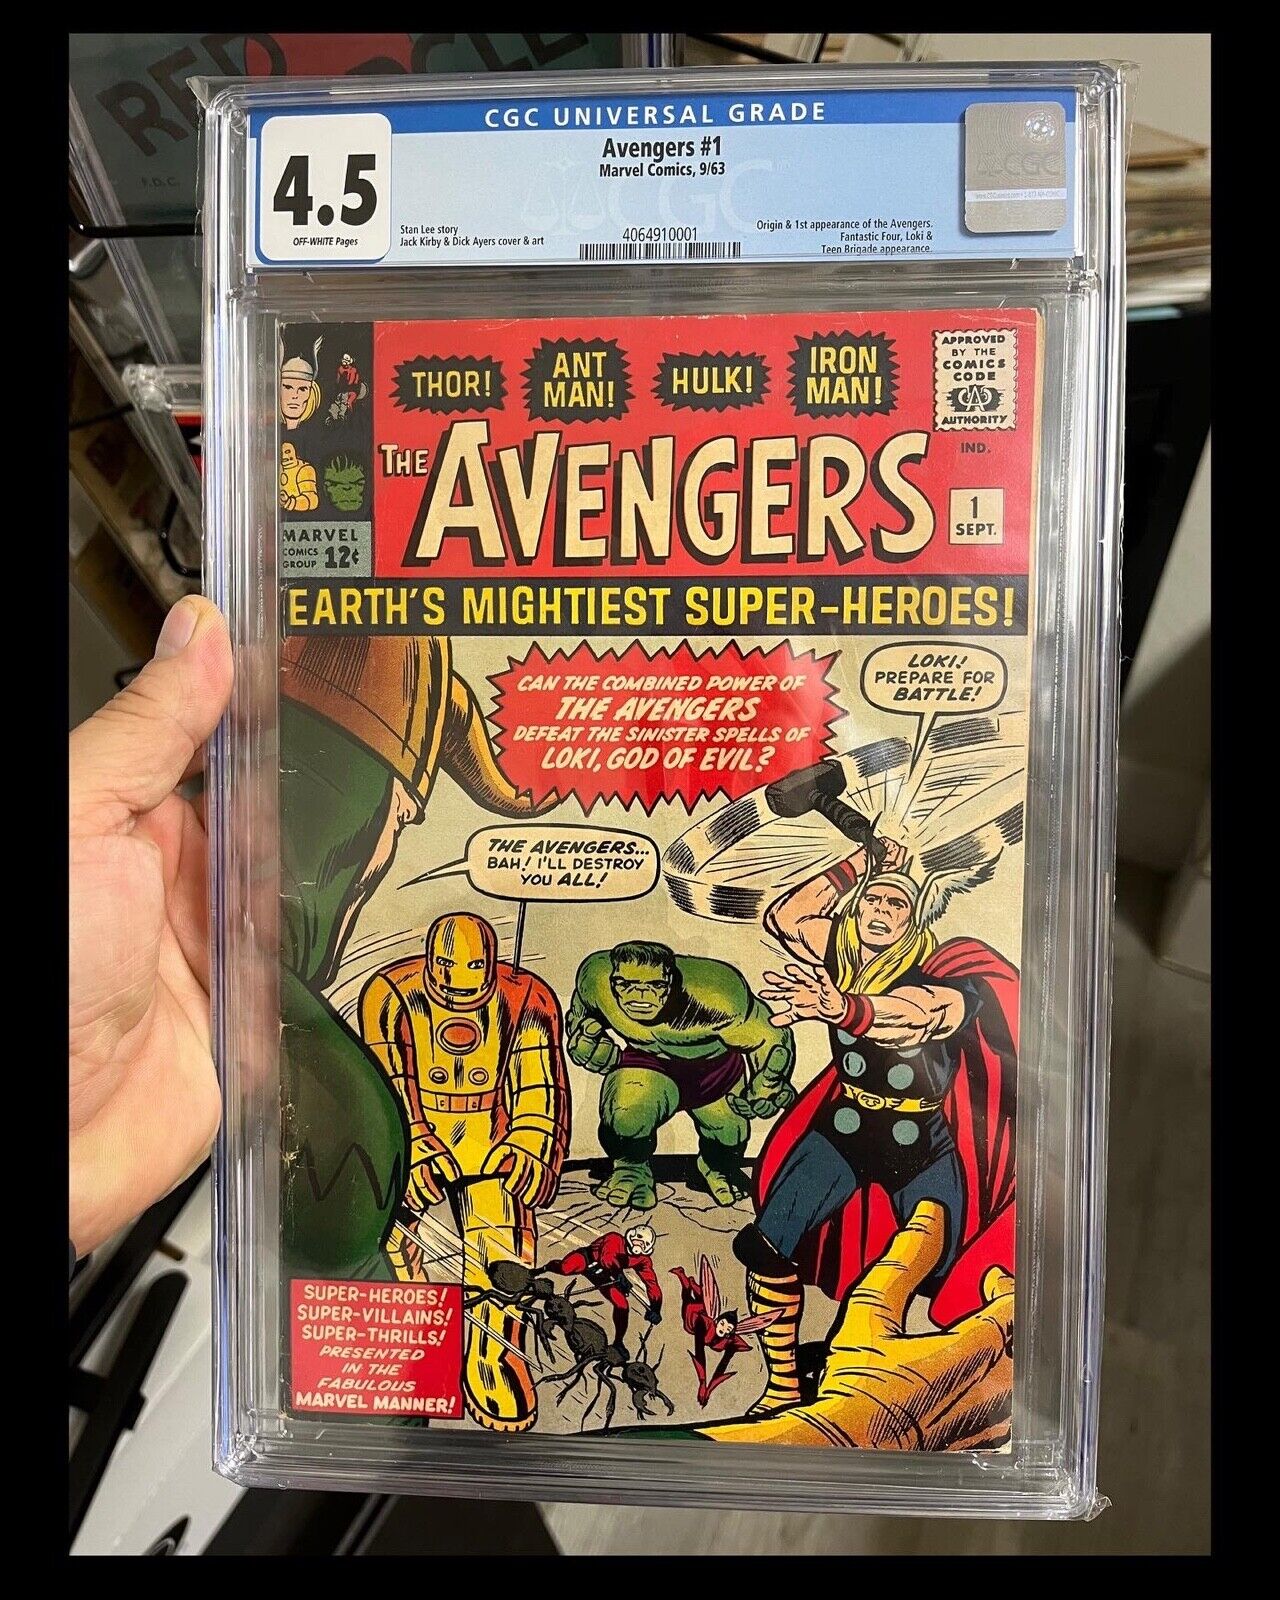 RED CIRCLE
F.D.C.
CGC UNIVERSAL GRADE
4.5
OFF-WHITE Pages
Avengers #1
Marvel Comics, 9/63
Stan Lee story
Jack Kirby & Dick Ayers cover & art
4064910001
Origin & 1st appearance of the Avengers.
Fantastic Four, Loki &
Teen Brigade appearance.
CGC
CGC
THOR!
ANT
MAN!
HULK!
IRON
MAN!
APPROVED
BY THE
COMICS
CODE
CA
AUTHORITY
IND.
THE AVENGERS
1
SEPT.
MARVEL
COMICS
GROUP 12¢
EARTH'S MIGHTIEST SUPER-HEROES!
CAN THE COMBINED POWER OF
THE AVENGERS
DEFEAT THE SINISTER SPELLS OF
LOKI, GOD OF EVIL?
LOKI!
PREPARE FOR
BATTLE!
THE AVENGERS...
BAH! I'LL DESTROY
YOU ALL!
SUPER-HEROES!
SUPER-VILLAINS!
SUPER-THRILLS!
PRESENTED
IN THE
FABULOUS
MARVEL MANNER!